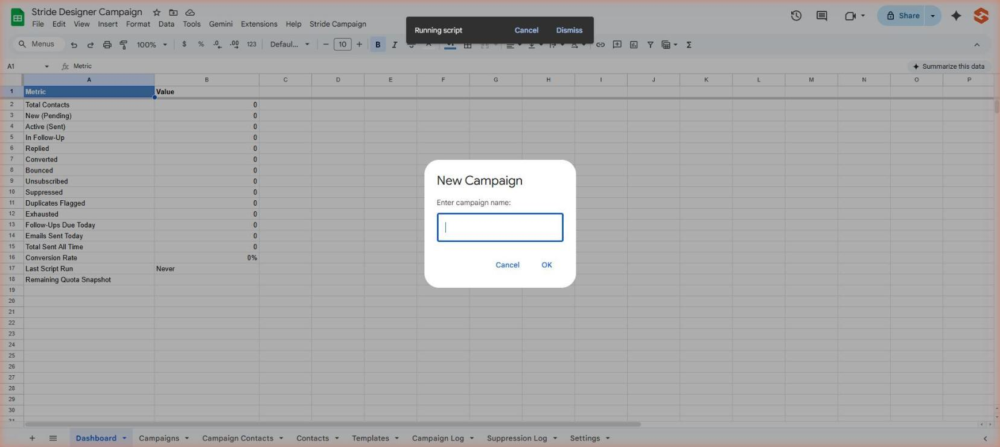 Stride Designer Campaign
File Edit View Insert Format Data Tools Gemini Extensions Help Stride Campaign
Running script Cancel Dismiss
Share
Menus 100% $ % .0 .00 123 Defaul... 10 B I
A1 fx Metric
Summarize this data
A B C D E F G H I J K L M N O P
1 Metric Value
2 Total Contacts 0
3 New (Pending) 0
4 Active (Sent) 0
5 In Follow-Up 0
6 Replied 0
7 Converted 0
8 Bounced 0
9 Unsubscribed 0
10 Suppressed 0
11 Duplicates Flagged 0
12 Exhausted 0
13 Follow-Ups Due Today 0
14 Emails Sent Today 0
15 Total Sent All Time 0
16 Conversion Rate 0%
17 Last Script Run Never
18 Remaining Quota Snapshot
19
20
21
22
23
24
25
26
27
28
29
30
31
New Campaign
Enter campaign name:
Cancel OK
Dashboard Campaigns Campaign Contacts Contacts Templates Campaign Log Suppression Log Settings